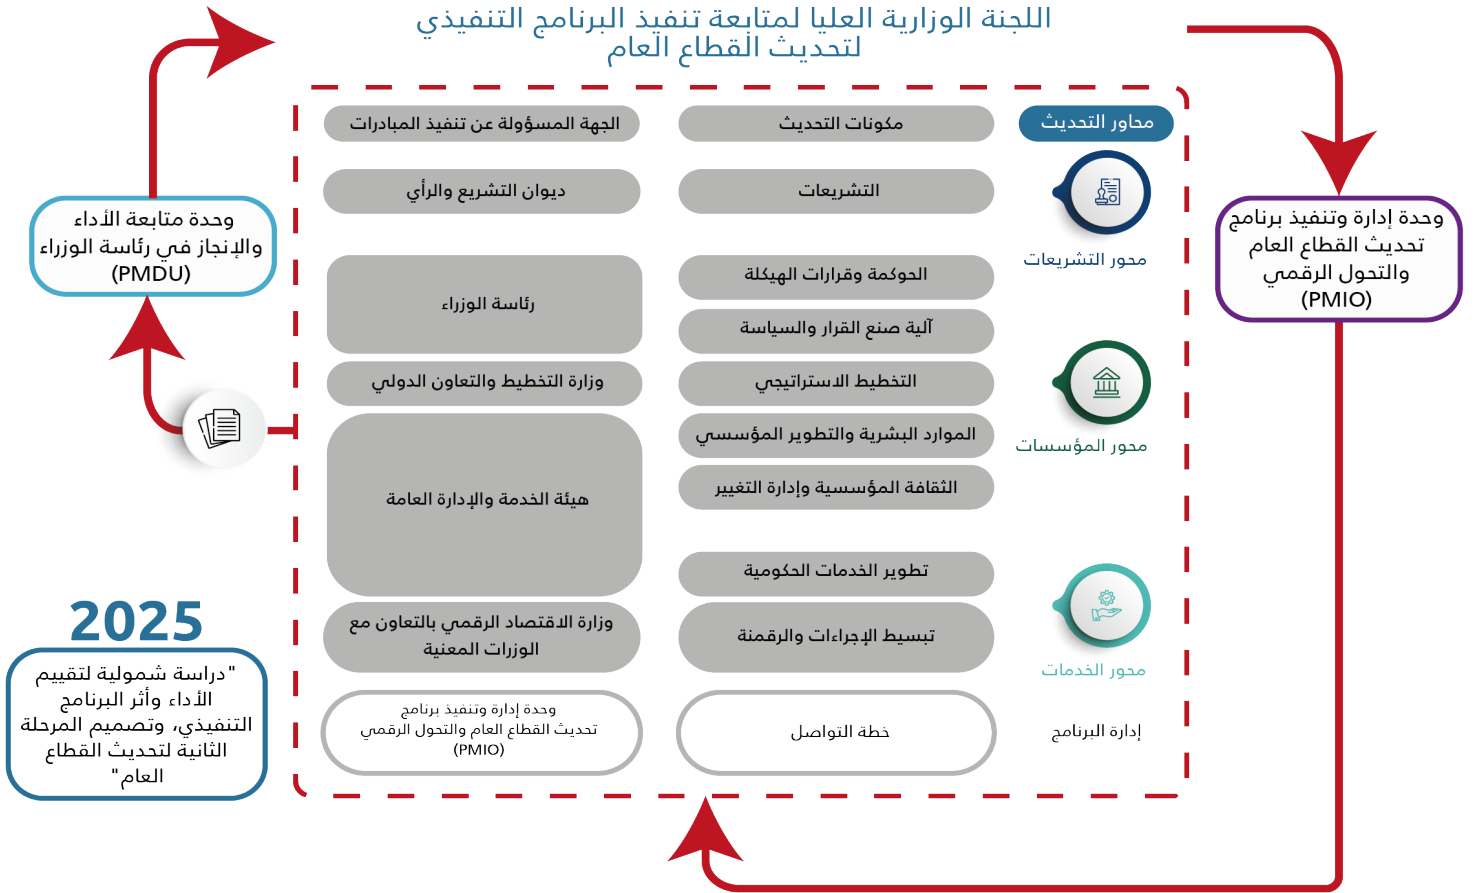 اللجنة الوزارية العليا لمتابعة تنفيذ البرنامج التنفيذي
لتحديث القطاع العام
محاور التحديث
مكونات التحديث
الجهة المسؤولة عن تنفيذ المبادرات
محور التشريعات
التشريعات
ديوان التشريع والرأي
محور المؤسسات
الحوكمة وقرارات الهيكلة
آلية صنع القرار والسياسة
رئاسة الوزراء
التخطيط الاستراتيجي
وزارة التخطيط والتعاون الدولي
الموارد البشرية والتطوير المؤسسي
الثقافة المؤسسية وإدارة التغيير
هيئة الخدمة والإدارة العامة
محور الخدمات
تطوير الخدمات الحكومية
تبسيط الإجراءات والرقمنة
وزارة الاقتصاد الرقمي بالتعاون مع
الوزرات المعنية
إدارة البرنامج
خطة التواصل
وحدة إدارة وتنفيذ برنامج
تحديث القطاع العام والتحول الرقمي
(PMIO)
وحدة إدارة وتنفيذ برنامج
تحديث القطاع العام
والتحول الرقمي
(PMIO)
وحدة متابعة الأداء
والإنجاز في رئاسة الوزراء
(PMDU)
2025
"دراسة شمولية لتقييم
الأداء وأثر البرنامج
التنفيذي، وتصميم المرحلة
الثانية لتحديث القطاع
العام"